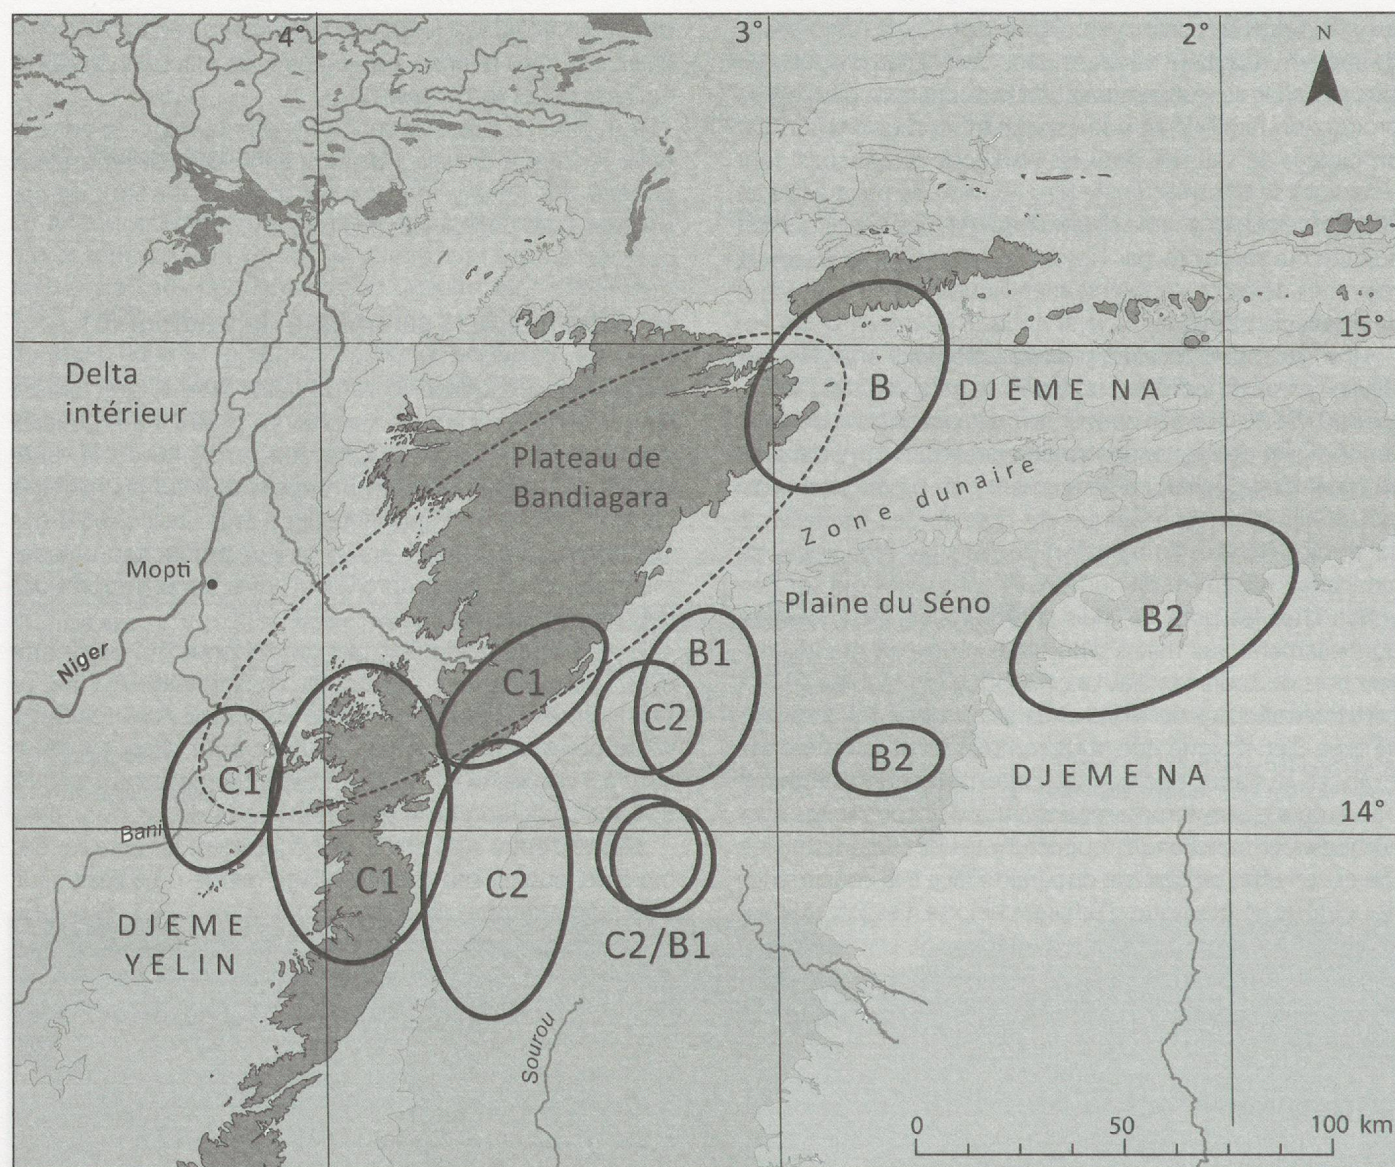 4°
3°
2°
N
15°
Delta
intérieur
B
DJEME NA
Plateau de
Bandiagara
Zone dunaire
Mopti
Plaine du Séno
B2
Niger
B1
C1
C2
B2
C1
DJEME NA
14°
Bani
C1
C2
DJEME
YELIN
C2/B1
Sourou
0
50
100 km